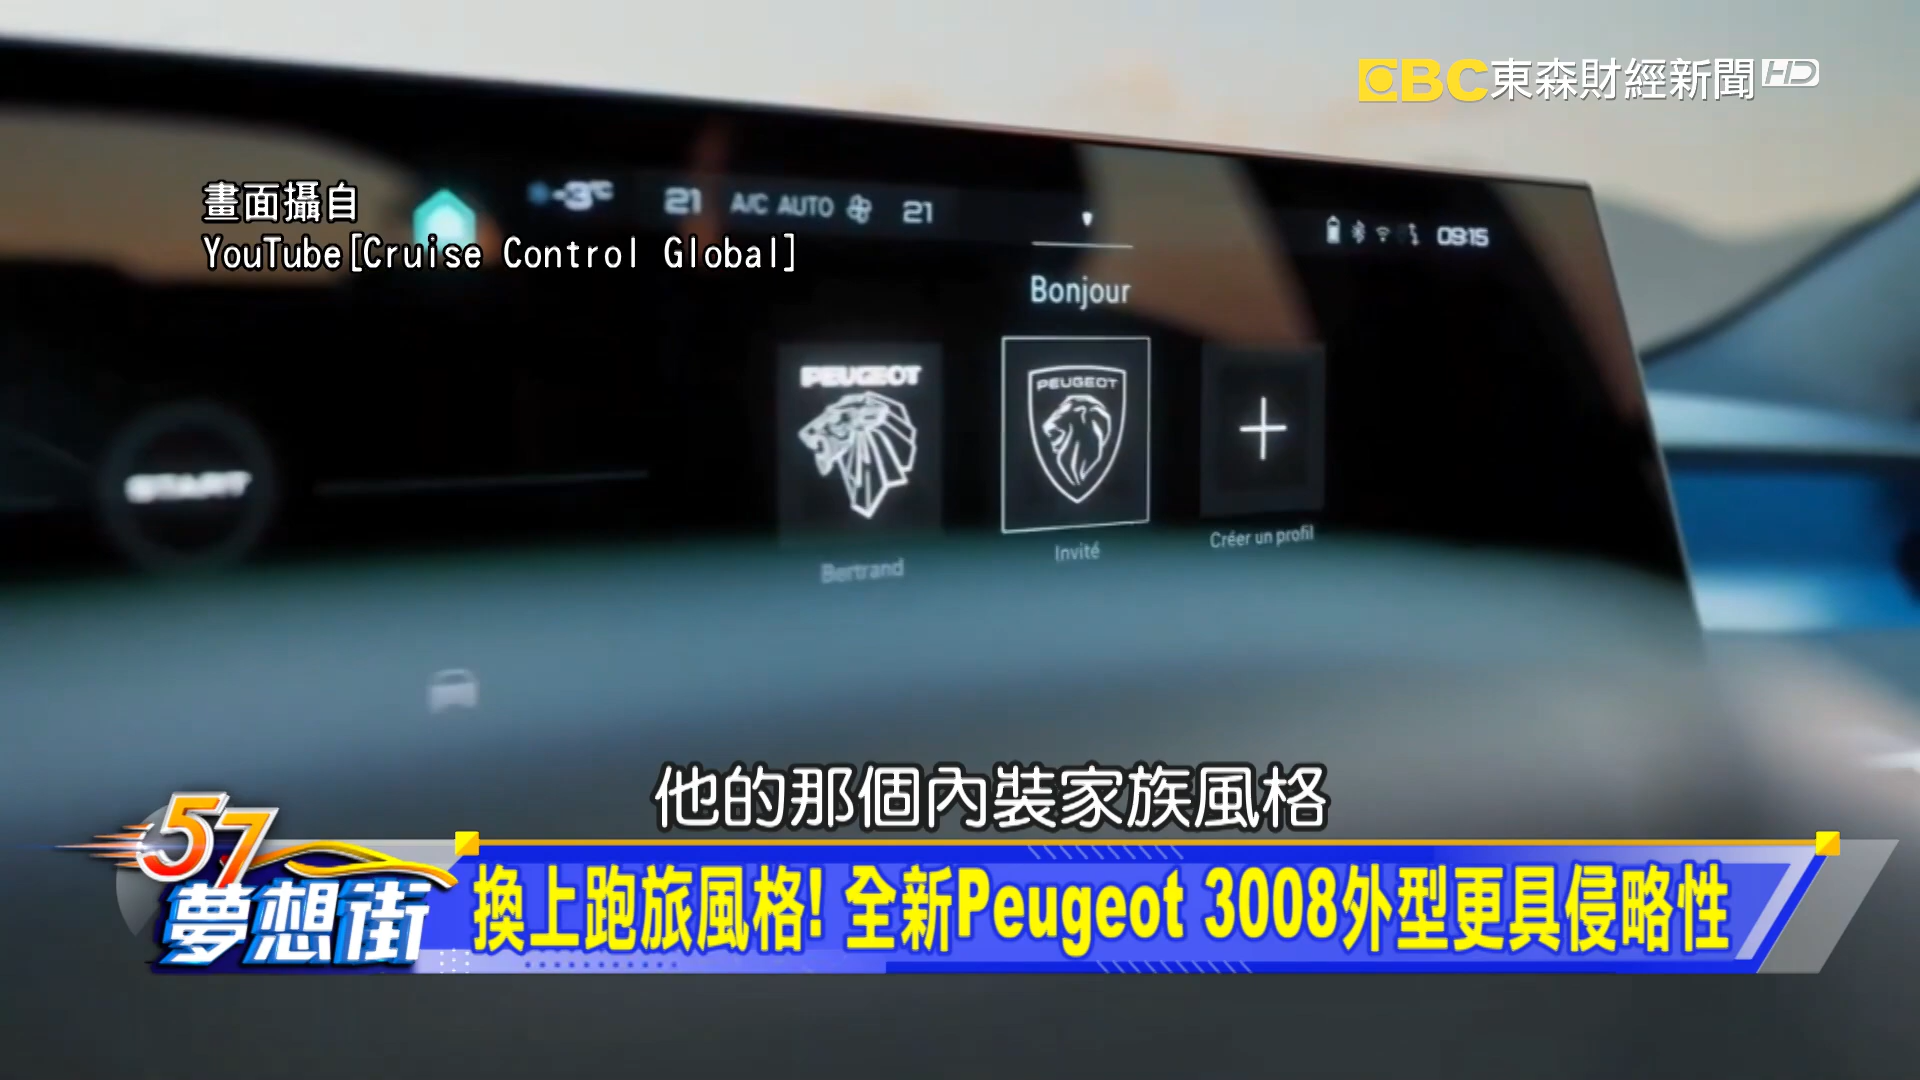 EBC東森財經新聞HD
畫面攝自
YouTube[Cruise Control Global]
-3°C 21 A/C AUTO 21 09:15
Bonjour
PEUGEOT
PEUGEOT
START
Bertrand
Invité
Créer un profil
他的那個內裝家族風格
57夢想街
換上跑旅風格! 全新Peugeot 3008外型更具侵略性